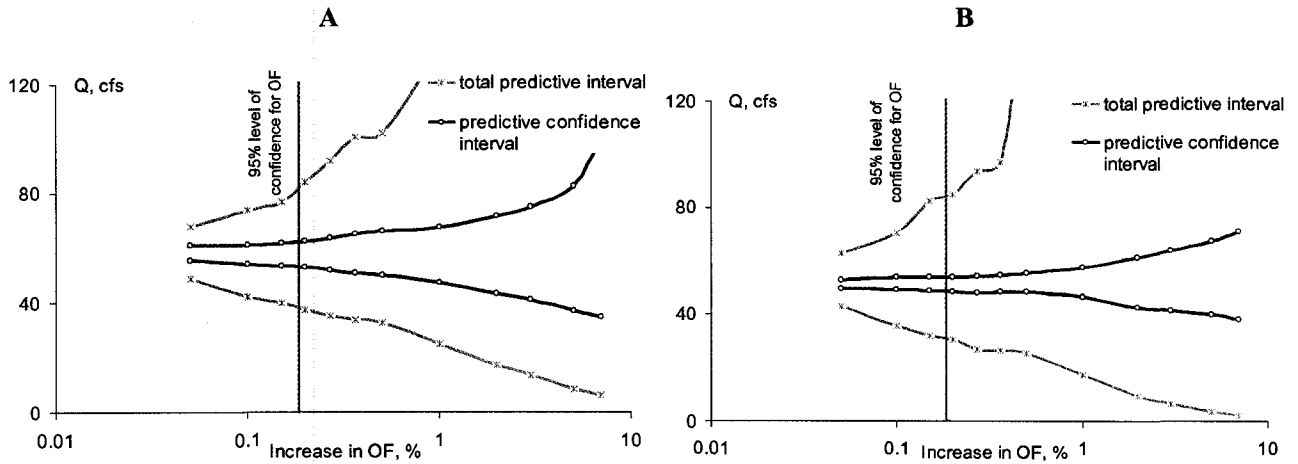 A
Q, cfs
120
80
40
0
0.01
0.1
1
10
Increase in OF, %
95% level of
confidence for OF
total predictive interval
predictive confidence
interval
B
Q, cfs
120
80
40
0
0.01
0.1
1
10
Increase in OF, %
95% level of
confidence for OF
total predictive interval
predictive confidence
interval